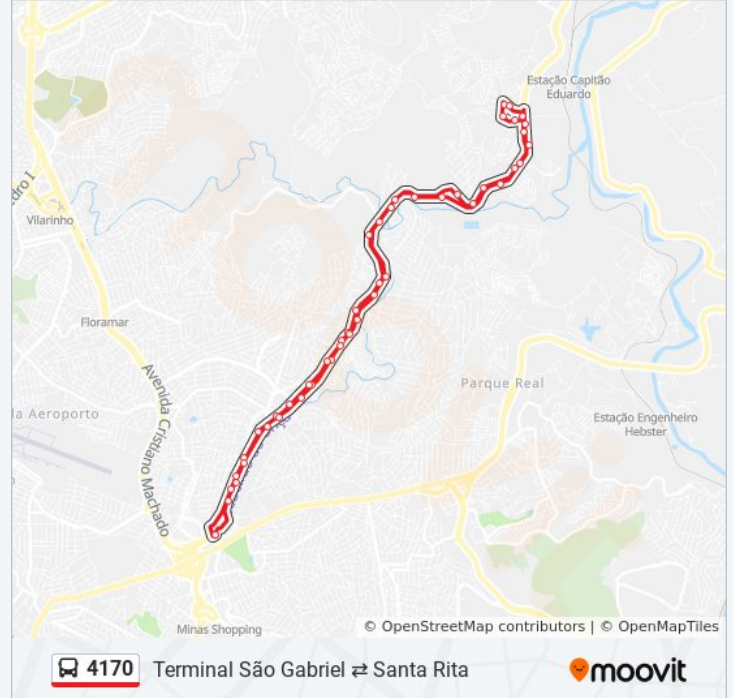 Estação Capitão
Eduardo
dro I
Vilarinho
Floramar
Avenida Cristiano Machado
Parque Real
la Aeroporto
Estação Engenheiro
Hebster
Minas Shopping
© OpenStreetMap contributors | © OpenMapTiles
4170 Terminal São Gabriel ⇄ Santa Rita
moovit